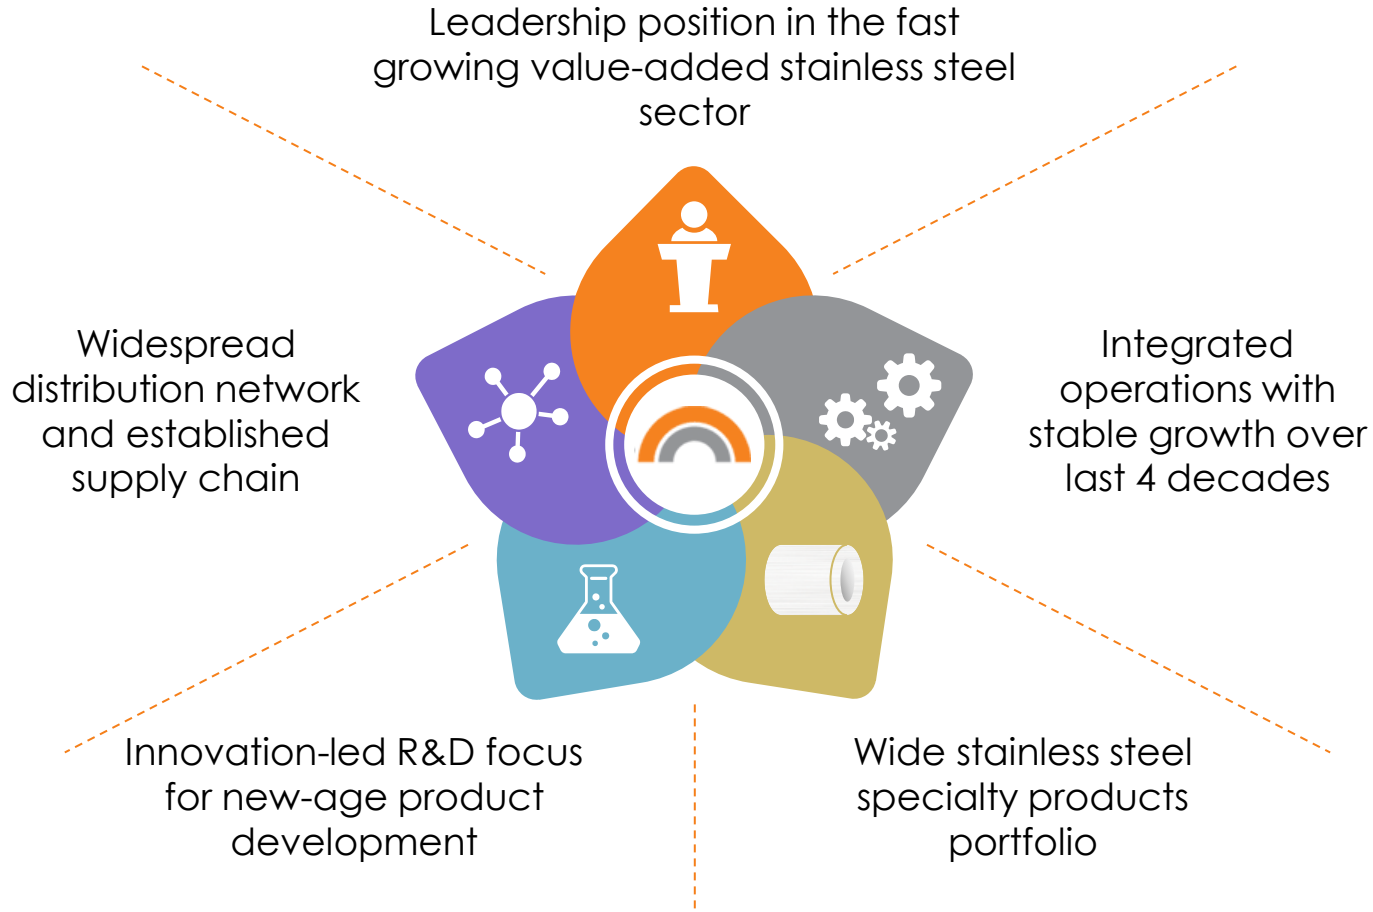 Leadership position in the fast
growing value-added stainless steel
sector
Widespread
distribution network
and established
supply chain
Integrated
operations with
stable growth over
last 4 decades
Innovation-led R&D focus
for new-age product
development
Wide stainless steel
specialty products
portfolio